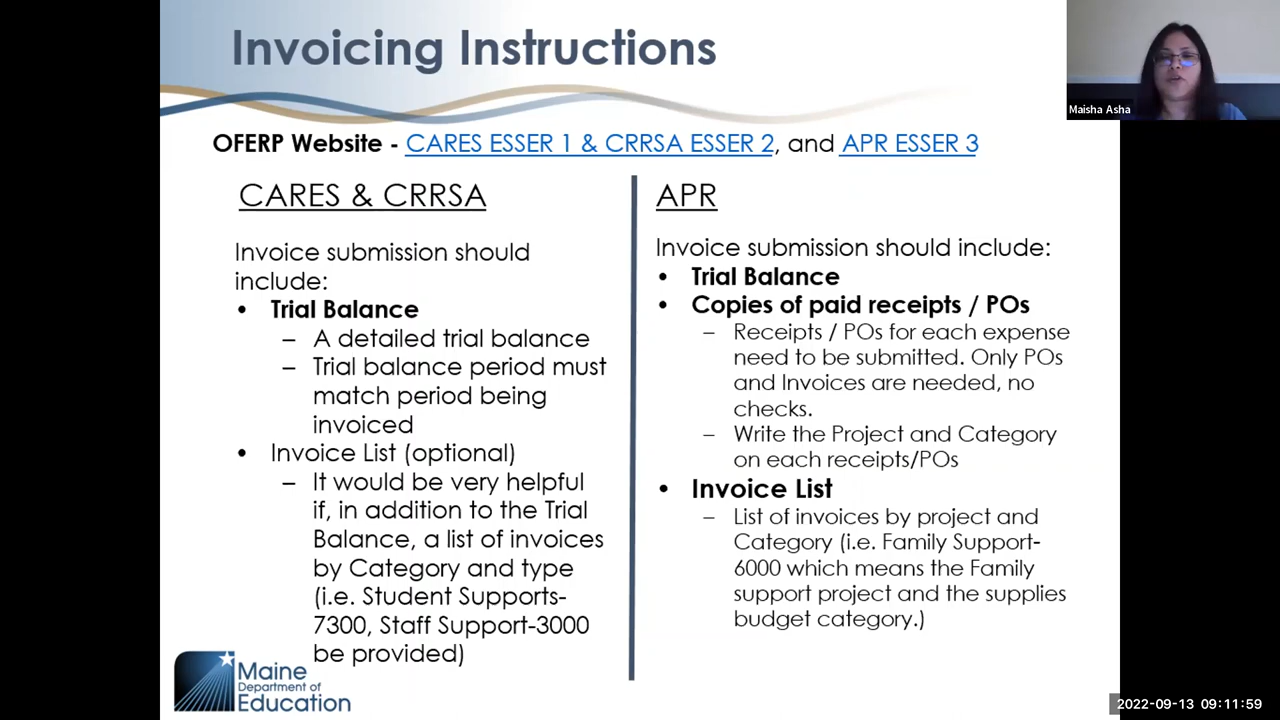 Invoicing Instructions
Maisha Asha
OFERP Website - CARES ESSER 1 & CRRSA ESSER 2, and APR ESSER 3
CARES & CRRSA
Invoice submission should
include:
• Trial Balance
– A detailed trial balance
– Trial balance period must
match period being
invoiced
• Invoice List (optional)
– It would be very helpful
if, in addition to the Trial
Balance, a list of invoices
by Category and type
(i.e. Student Supports-
7300, Staff Support-3000
be provided)
APR
Invoice submission should include:
• Trial Balance
• Copies of paid receipts / POs
– Receipts / POs for each expense
need to be submitted. Only POs
and Invoices are needed, no
checks.
– Write the Project and Category
on each receipts/POs
• Invoice List
– List of invoices by project and
Category (i.e. Family Support-
6000 which means the Family
support project and the supplies
budget category.)
Maine
Department of
Education
2022-09-13 09:11:59